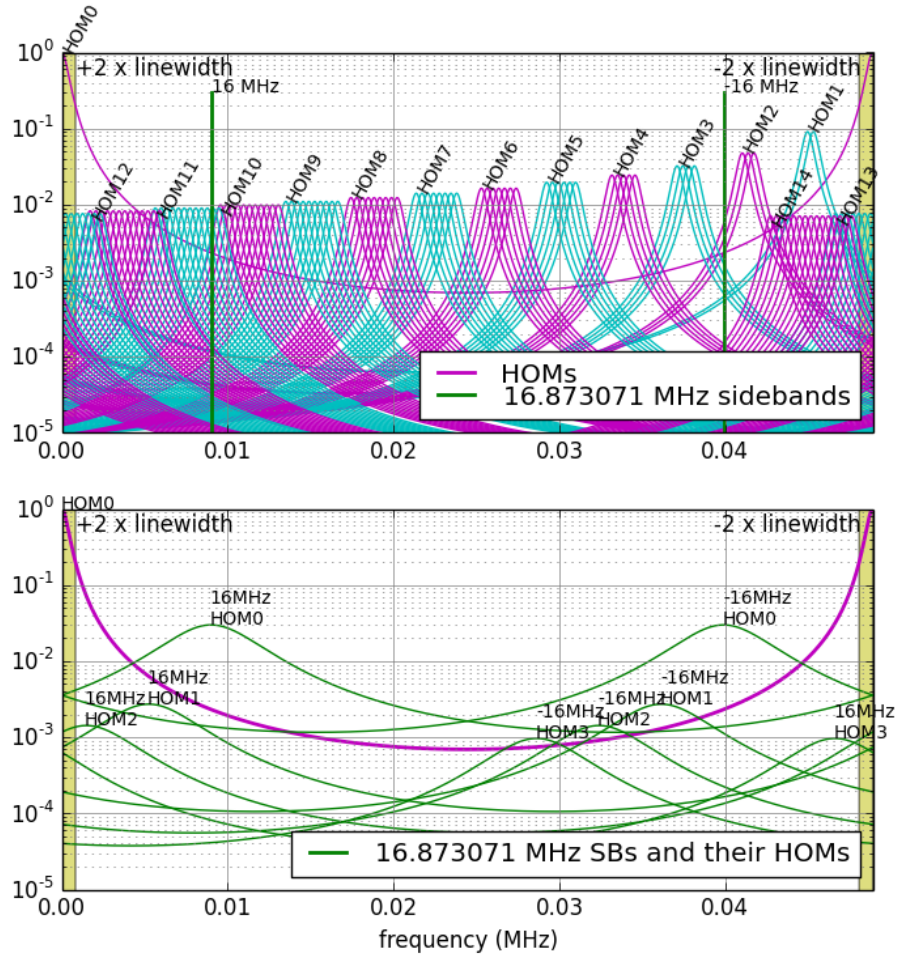 HOM0
10^0
+2 x linewidth
-2 x linewidth
16 MHz
-16 MHz
HOM1
10^-1
HOM2
HOM3
HOM4
HOM5
HOM6
HOM7
HOM8
HOM9
HOM10
HOM11
HOM12
HOM14
HOM13
10^-2
10^-3
10^-4
HOMs
16.873071 MHz sidebands
10^-5
0.00
0.01
0.02
0.03
0.04
10^0
HOM0
+2 x linewidth
-2 x linewidth
10^-1
16MHz
HOM0
-16MHz
HOM0
10^-2
16MHz
HOM1
-16MHz
HOM1
16MHz
HOM2
-16MHz
HOM2
-16MHz
HOM3
16MHz
HOM3
10^-3
10^-4
16.873071 MHz SBs and their HOMs
10^-5
0.00
0.01
0.02
0.03
0.04
frequency (MHz)